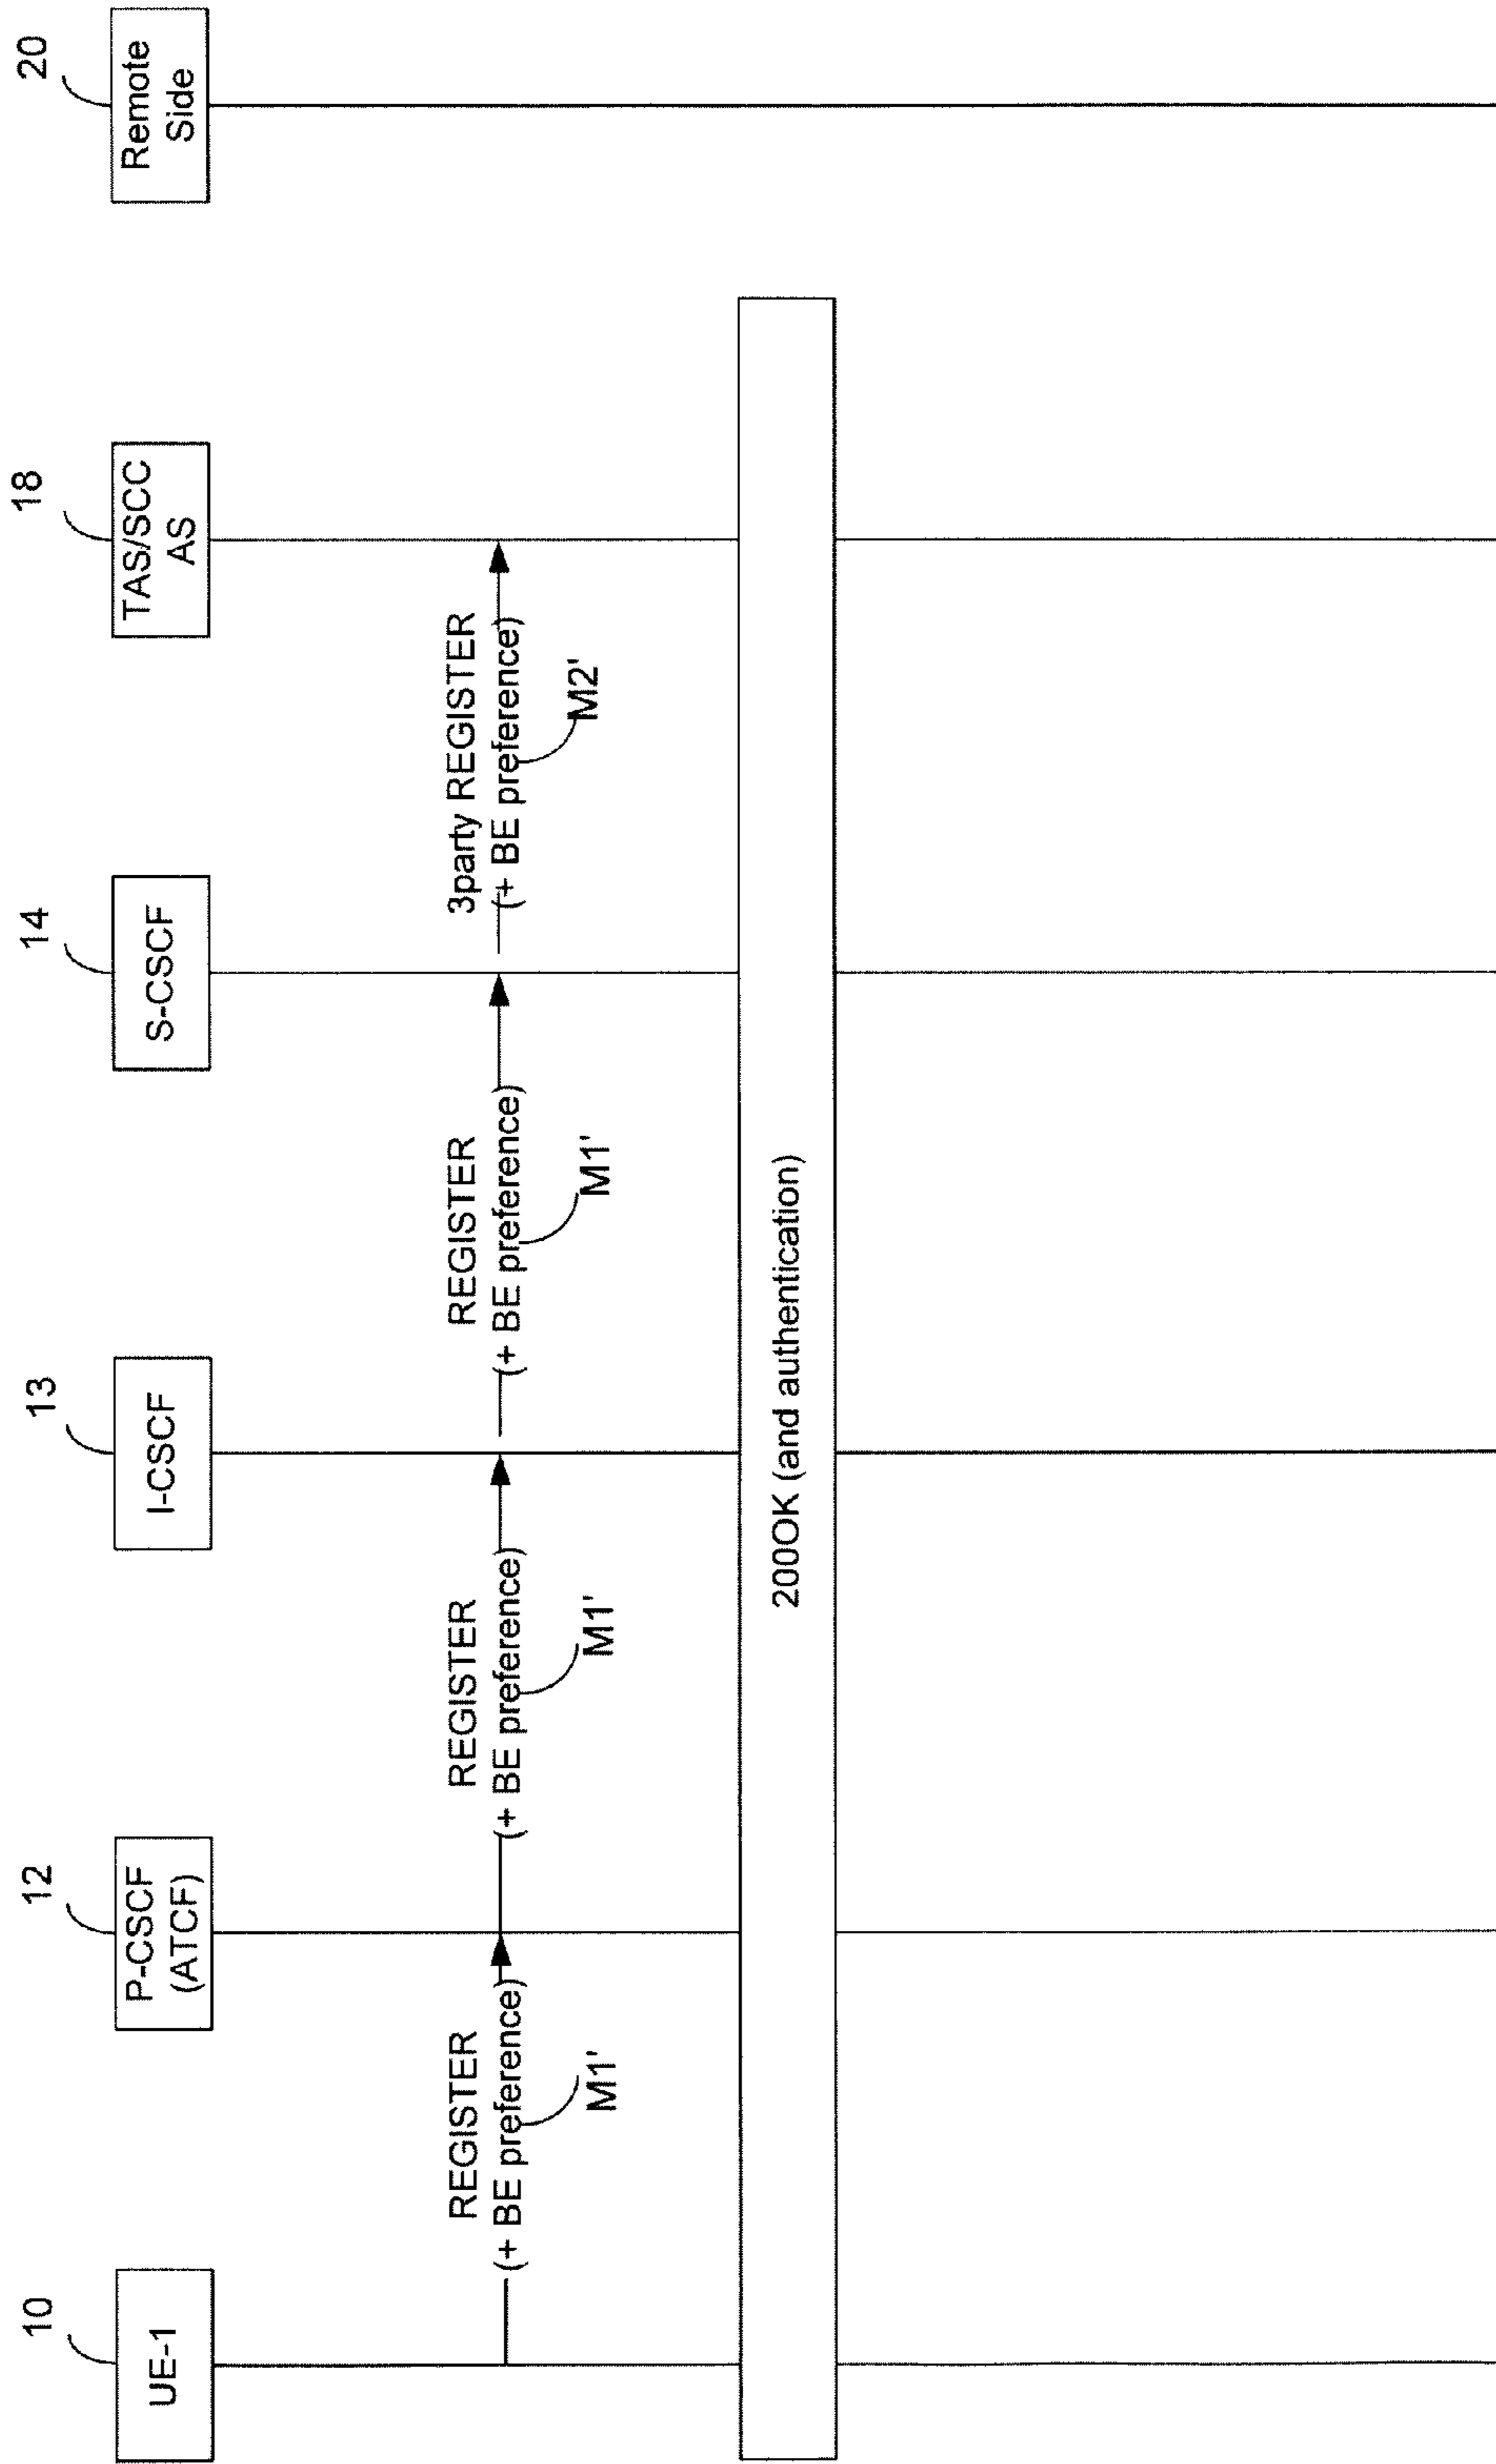 10
UE-1
12
P-CSCF
(ATCF)
13
I-CSCF
14
S-CSCF
18
TAS/SCC
AS
20
Remote
Side
REGISTER
(+ BE preference)
M1'
REGISTER
(+ BE preference)
M1'
REGISTER
(+ BE preference)
M1'
3party REGISTER
(+ BE preference)
M2'
200OK (and authentication)